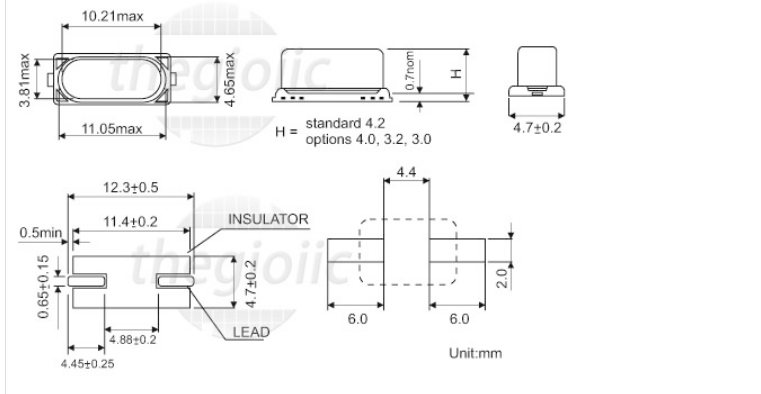 10.21max
thegioiic
3.81max
4.65max
11.05max
0.7nom
H
H = standard 4.2
options 4.0, 3.2, 3.0
4.7±0.2
12.3±0.5
11.4±0.2
0.5min
INSULATOR
thegioiic
0.65±0.15
4.7±0.2
4.88±0.2
LEAD
4.45±0.25
4.4
2.0
6.0
6.0
Unit:mm